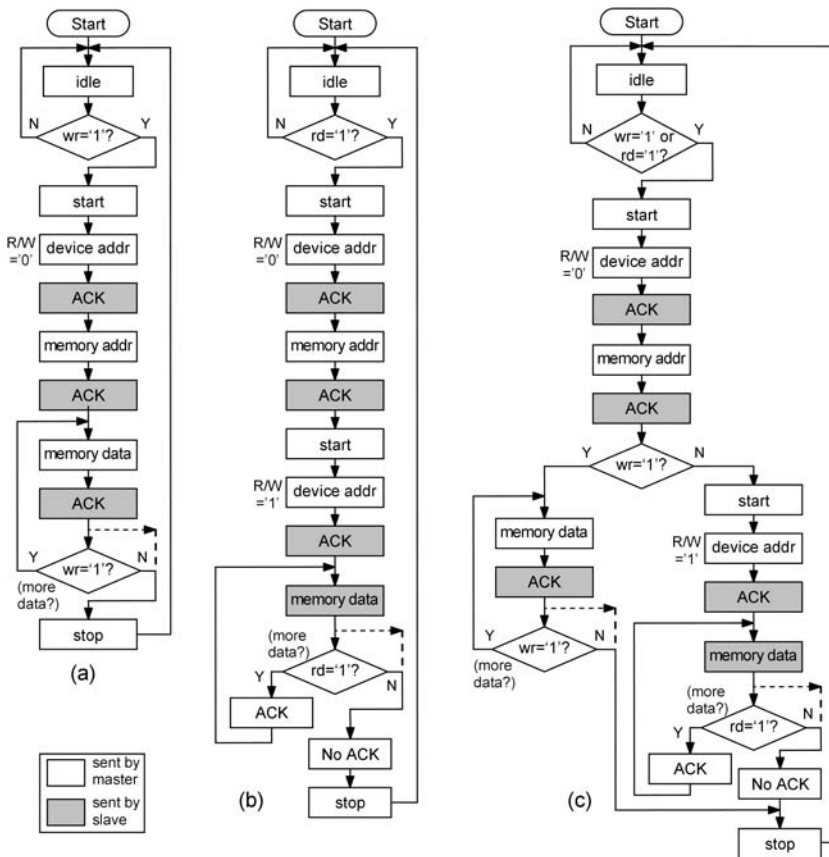 Start
idle
N
wr='1'?
Y
start
R/W
='0'
device addr
ACK
memory addr
ACK
memory data
ACK
Y
wr='1'?
N
(more data?)
stop
(a)
sent by
master
sent by
slave
Start
idle
N
rd='1'?
Y
start
R/W
='0'
device addr
ACK
memory addr
ACK
start
R/W
='1'
device addr
ACK
memory data
(more
data?)
Y
rd='1'?
N
ACK
No ACK
stop
(b)
Start
idle
N
wr='1' or
rd='1'?
Y
start
R/W
='0'
device addr
ACK
memory addr
ACK
Y
wr='1'?
N
memory data
ACK
Y
wr='1'?
N
(more
data?)
start
R/W
='1'
device addr
ACK
memory data
(more
data?)
Y
rd='1'?
N
ACK
No ACK
stop
(c)